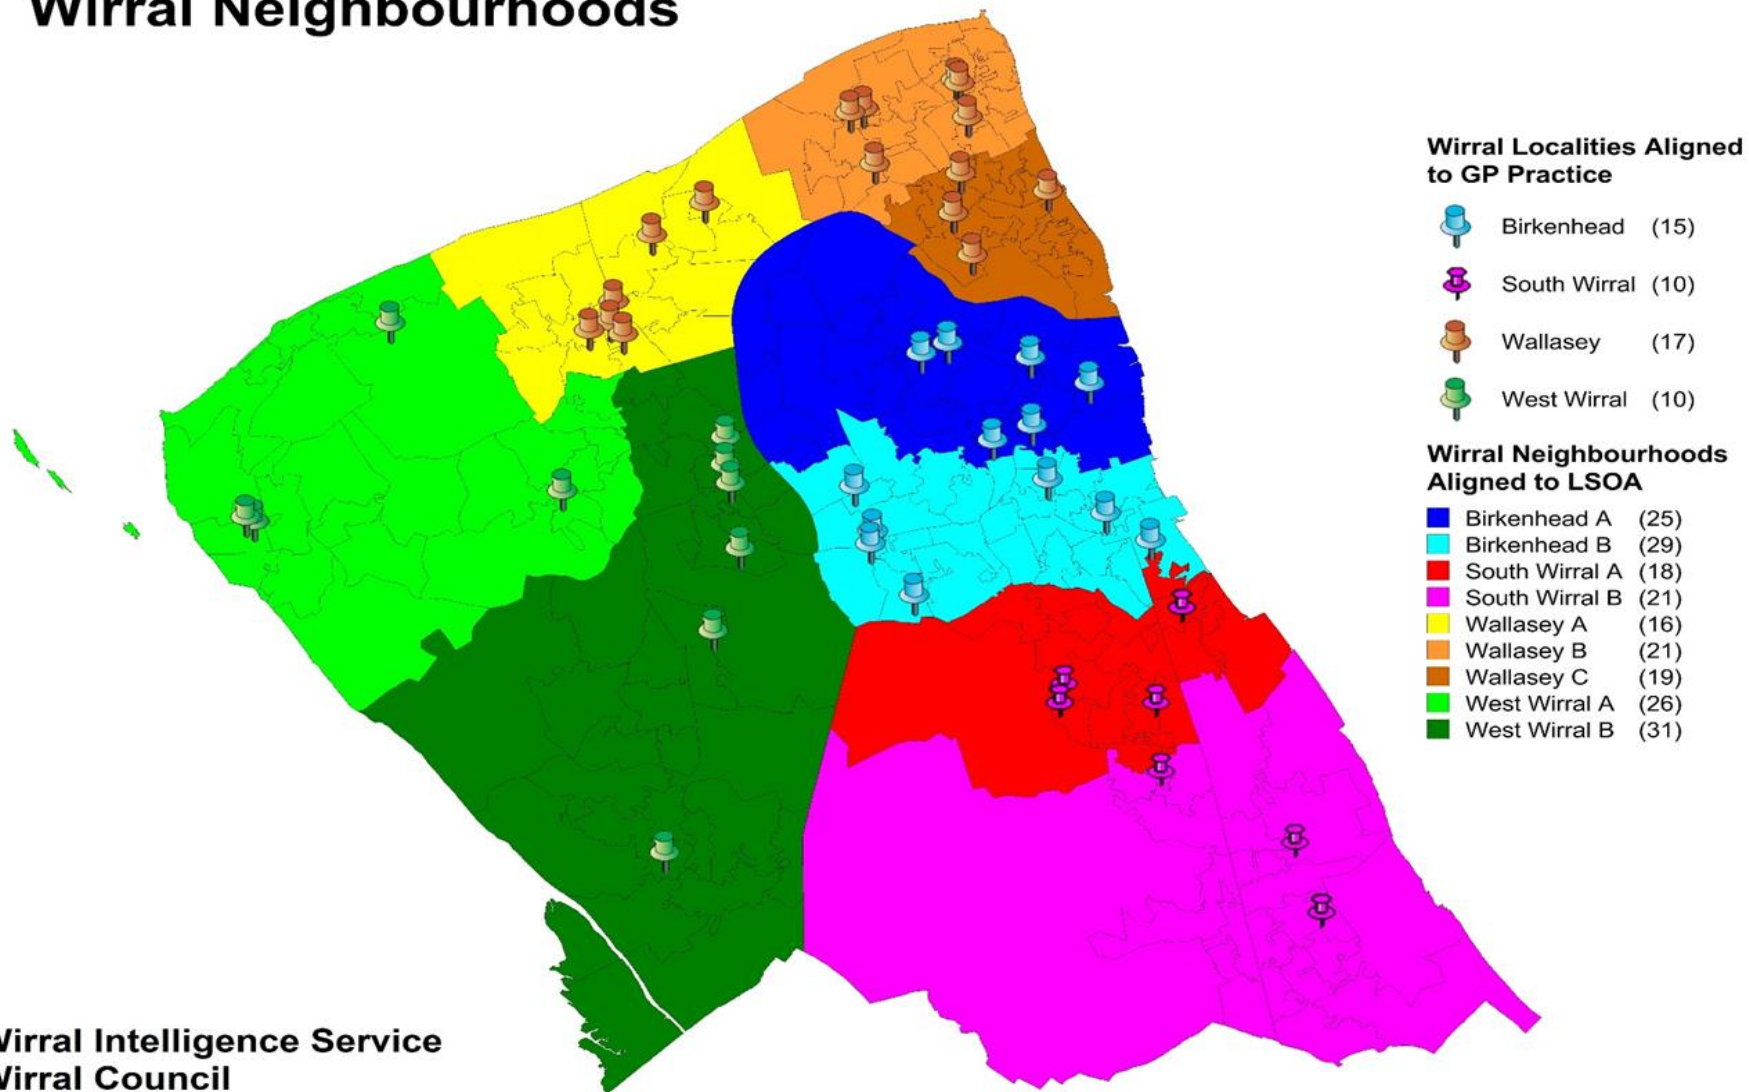 Wirral Neighbourhoods
Wirral Localities Aligned
to GP Practice
Birkenhead (15)
South Wirral (10)
Wallasey (17)
West Wirral (10)
Wirral Neighbourhoods
Aligned to LSOA
Birkenhead A (25)
Birkenhead B (29)
South Wirral A (18)
South Wirral B (21)
Wallasey A (16)
Wallasey B (21)
Wallasey C (19)
West Wirral A (26)
West Wirral B (31)
Wirral Intelligence Service
Wirral Council